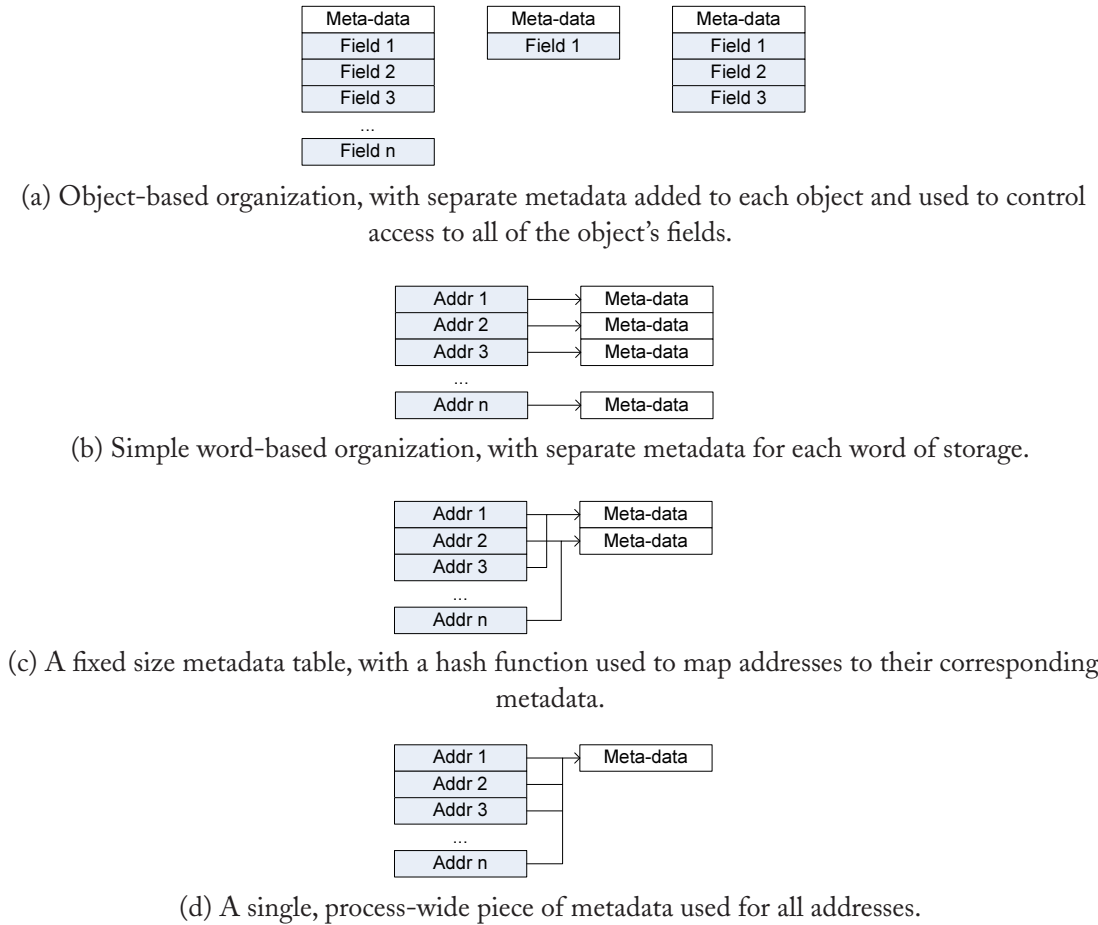 Meta-data Meta-data Meta-data
Field 1 Field 1 Field 1
Field 2 Field 2
Field 3 Field 3
...
Field n
(a) Object-based organization, with separate metadata added to each object and used to control
access to all of the object’s fields.
Addr 1 Meta-data
Addr 2 Meta-data
Addr 3 Meta-data
...
Addr n Meta-data
(b) Simple word-based organization, with separate metadata for each word of storage.
Addr 1 Meta-data
Addr 2 Meta-data
Addr 3
...
Addr n
(c) A fixed size metadata table, with a hash function used to map addresses to their corresponding
metadata.
Addr 1 Meta-data
Addr 2
Addr 3
...
Addr n
(d) A single, process-wide piece of metadata used for all addresses.